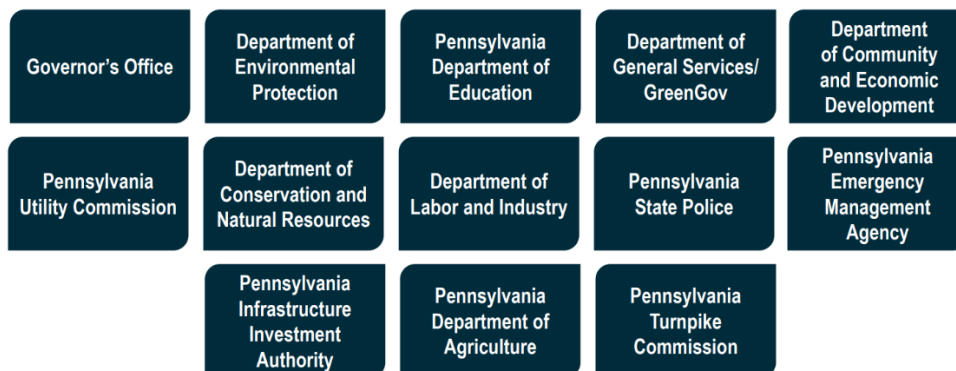 Governor's Office
Department of
Environmental
Protection
Pennsylvania
Department of
Education
Department of
General Services/
GreenGov
Department
of Community
and Economic
Development
Pennsylvania
Utility Commission
Department of
Conservation and
Natural Resources
Department of
Labor and Industry
Pennsylvania
State Police
Pennsylvania
Emergency
Management
Agency
Pennsylvania
Infrastructure
Investment
Authority
Pennsylvania
Department of
Agriculture
Pennsylvania
Turnpike
Commission